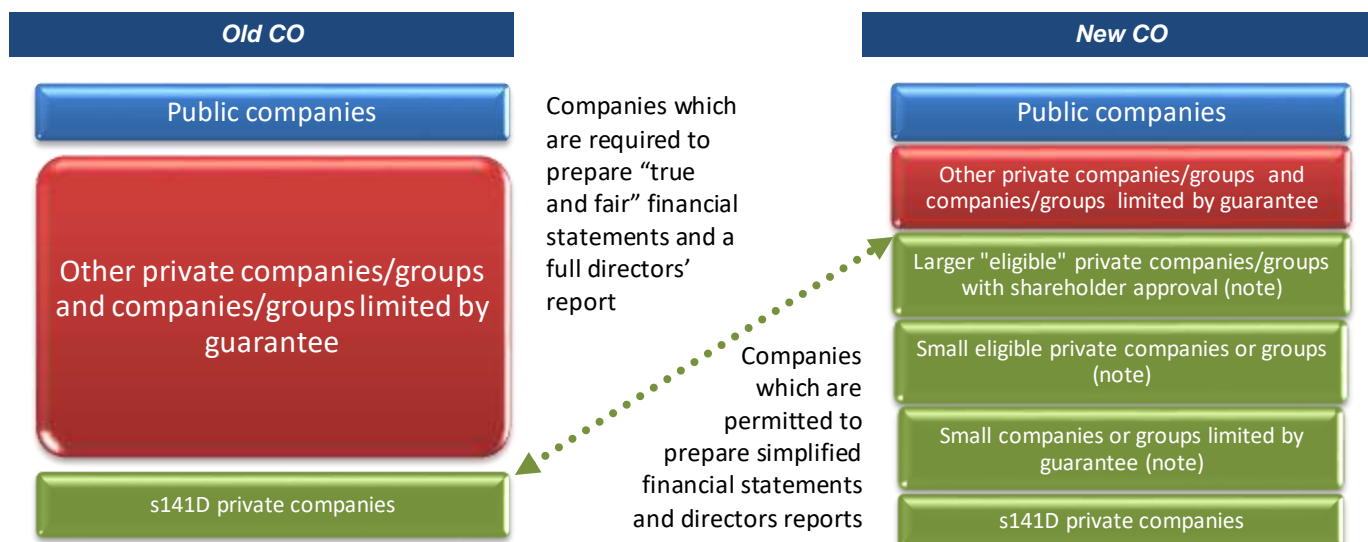 Old CO
Public companies
Other private companies/groups
and companies/groups limited by
guarantee
s141D private companies
Companies which
are required to
prepare “true
and fair” financial
statements and a
full directors’
report
Companies
which are
permitted to
prepare simplified
financial statements
and directors reports
New CO
Public companies
Other private companies/groups and
companies/groups limited by guarantee
Larger "eligible" private companies/groups
with shareholder approval (note)
Small eligible private companies or groups
(note)
Small companies or groups limited by
guarantee (note)
s141D private companies